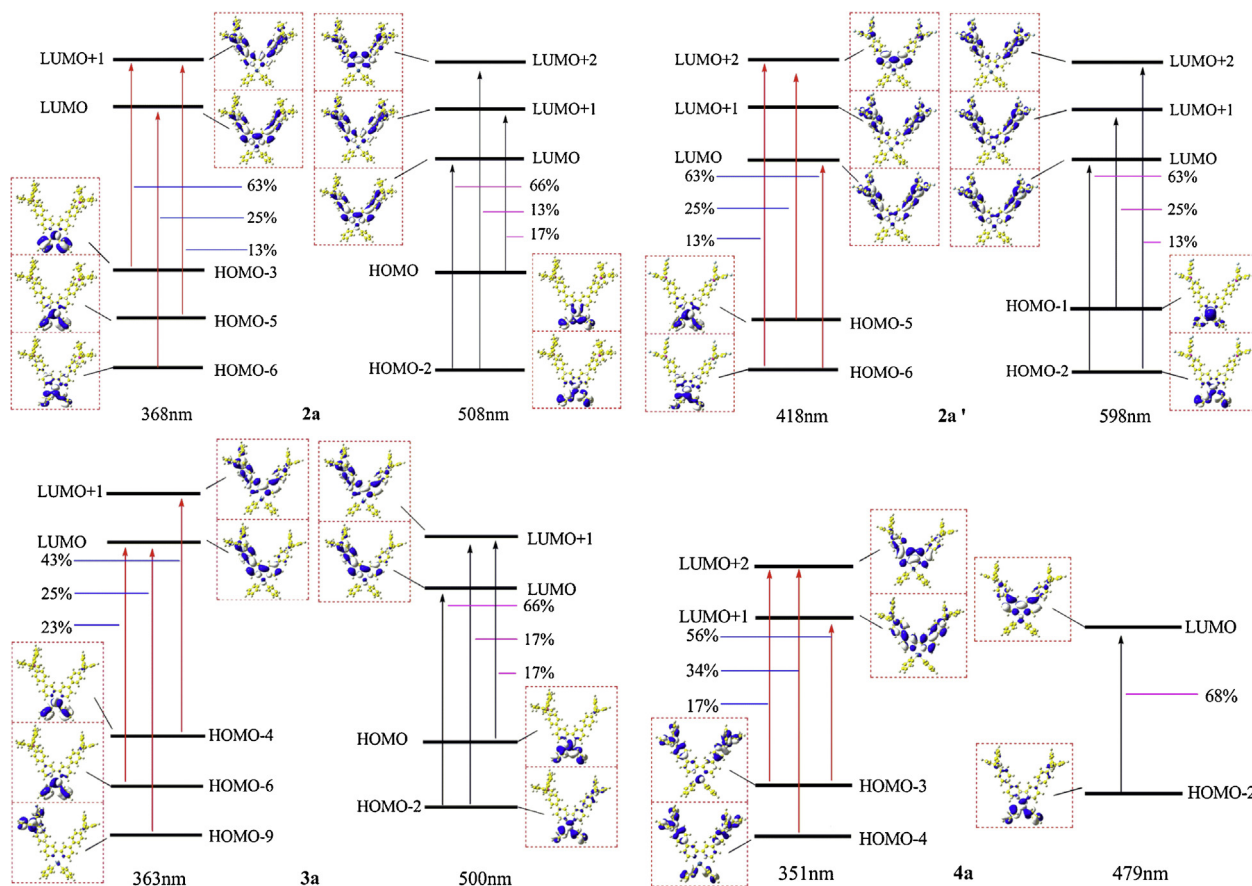 LUMO+1
LUMO
63%
25%
13%
HOMO-3
HOMO-5
HOMO-6
368nm
2a
LUMO+2
LUMO+1
LUMO
66%
13%
17%
HOMO
HOMO-2
508nm
LUMO+2
LUMO+1
LUMO
63%
25%
13%
HOMO-5
HOMO-6
418nm
2a '
LUMO+2
LUMO+1
LUMO
63%
25%
13%
HOMO-1
HOMO-2
598nm
LUMO+1
LUMO
43%
25%
23%
HOMO-4
HOMO-6
HOMO-9
363nm
3a
LUMO+1
LUMO
66%
17%
17%
HOMO
HOMO-2
500nm
LUMO+2
LUMO+1
56%
34%
17%
HOMO-3
HOMO-4
351nm
4a
LUMO
68%
HOMO-2
479nm